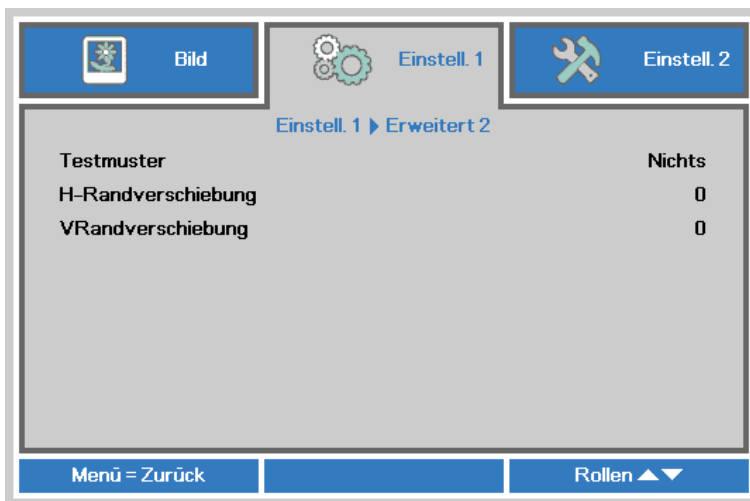 Bild
Einstell. 1
Einstell. 2
Einstell. 1 ▶ Erweitert 2
Testmuster Nichts
H-Randverschiebung 0
VRandverschiebung 0
Menü = Zurück
Rollen ▲▼